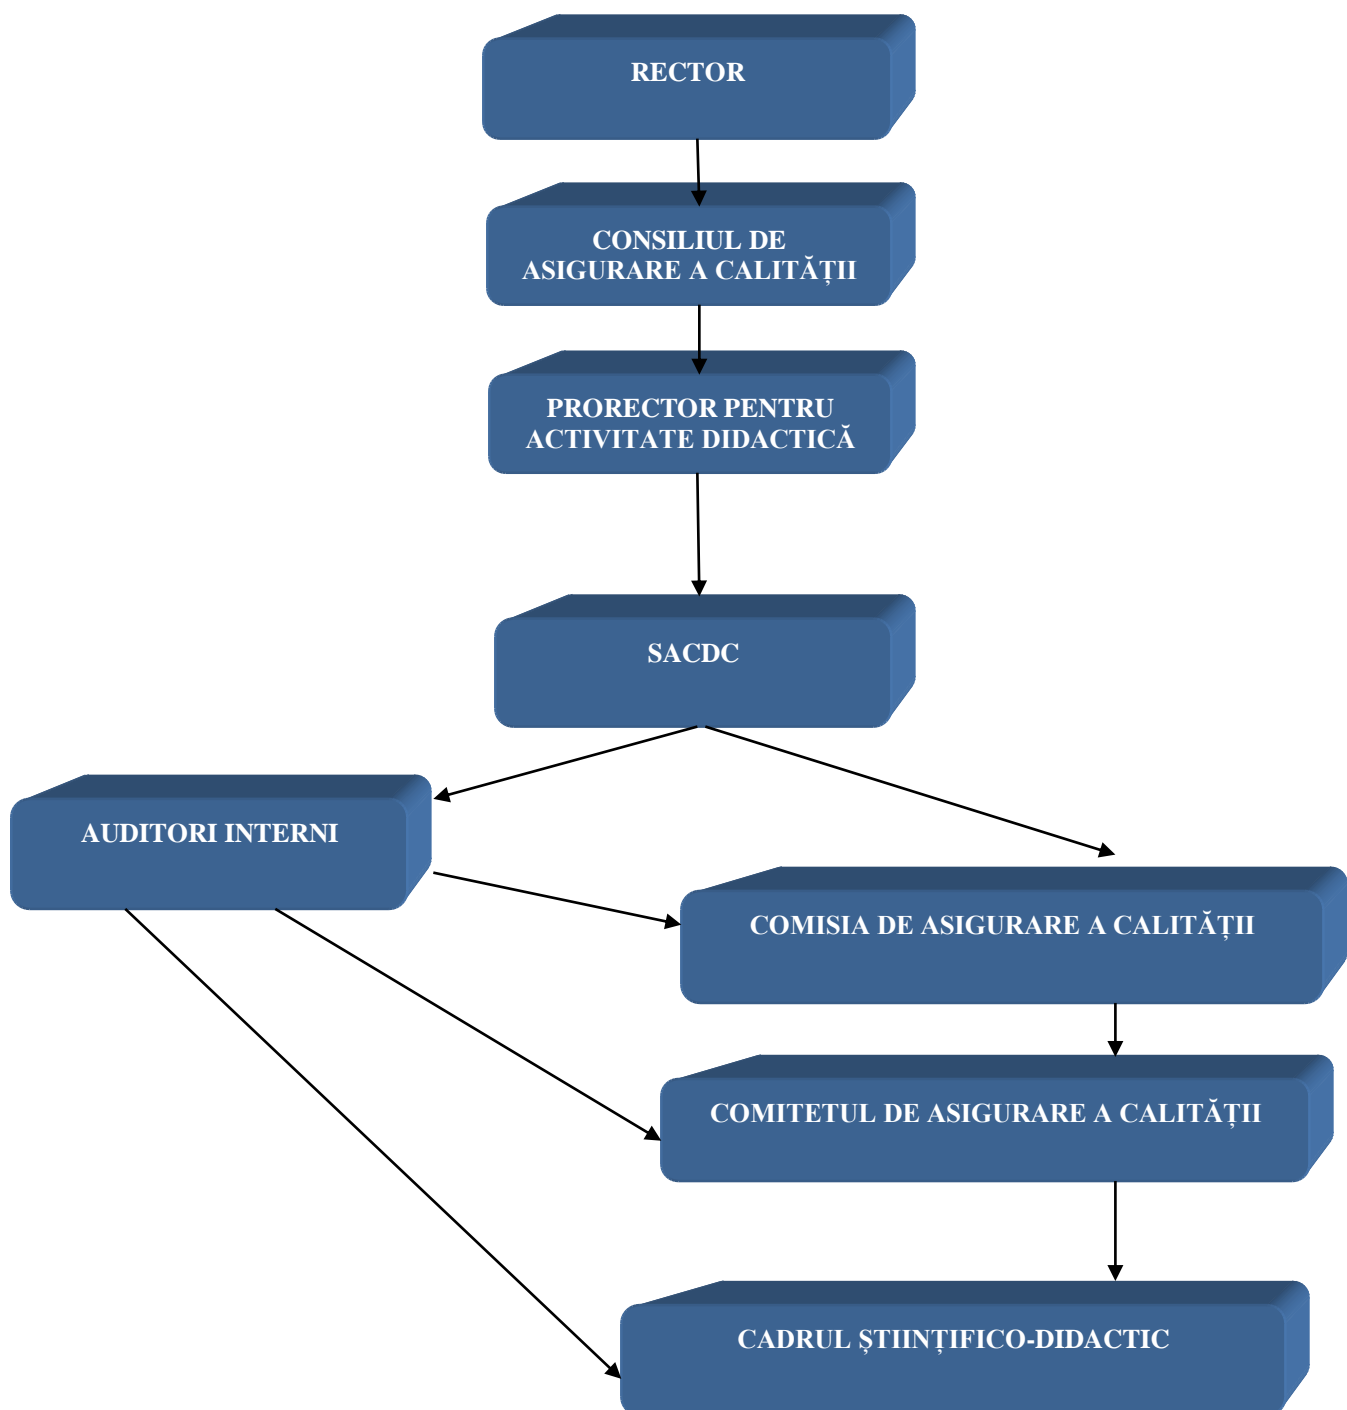 RECTOR
CONSILIUL DE
ASIGURARE A CALITĂȚII
PRORECTOR PENTRU
ACTIVITATE DIDACTICĂ
SACDC
AUDITORI INTERNI
COMISIA DE ASIGURARE A CALITĂȚII
COMITETUL DE ASIGURARE A CALITĂȚII
CADRUL ȘTIINȚIFICO-DIDACTIC